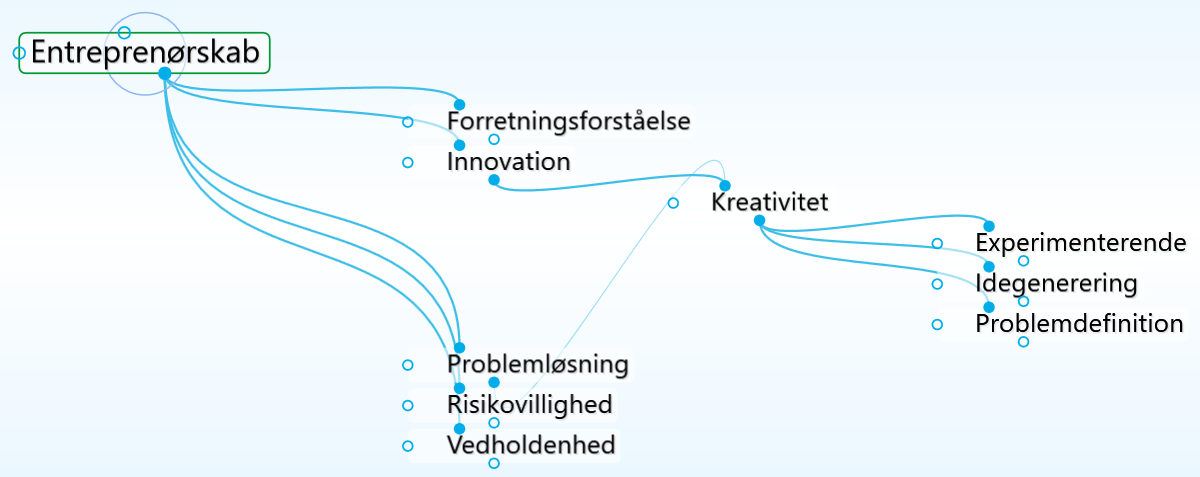 Entreprenørskab
Forretningsforståelse
Innovation
Kreativitet
Experimenterende
Idegenerering
Problemdefinition
Problemløsning
Risikovillighed
Vedholdenhed